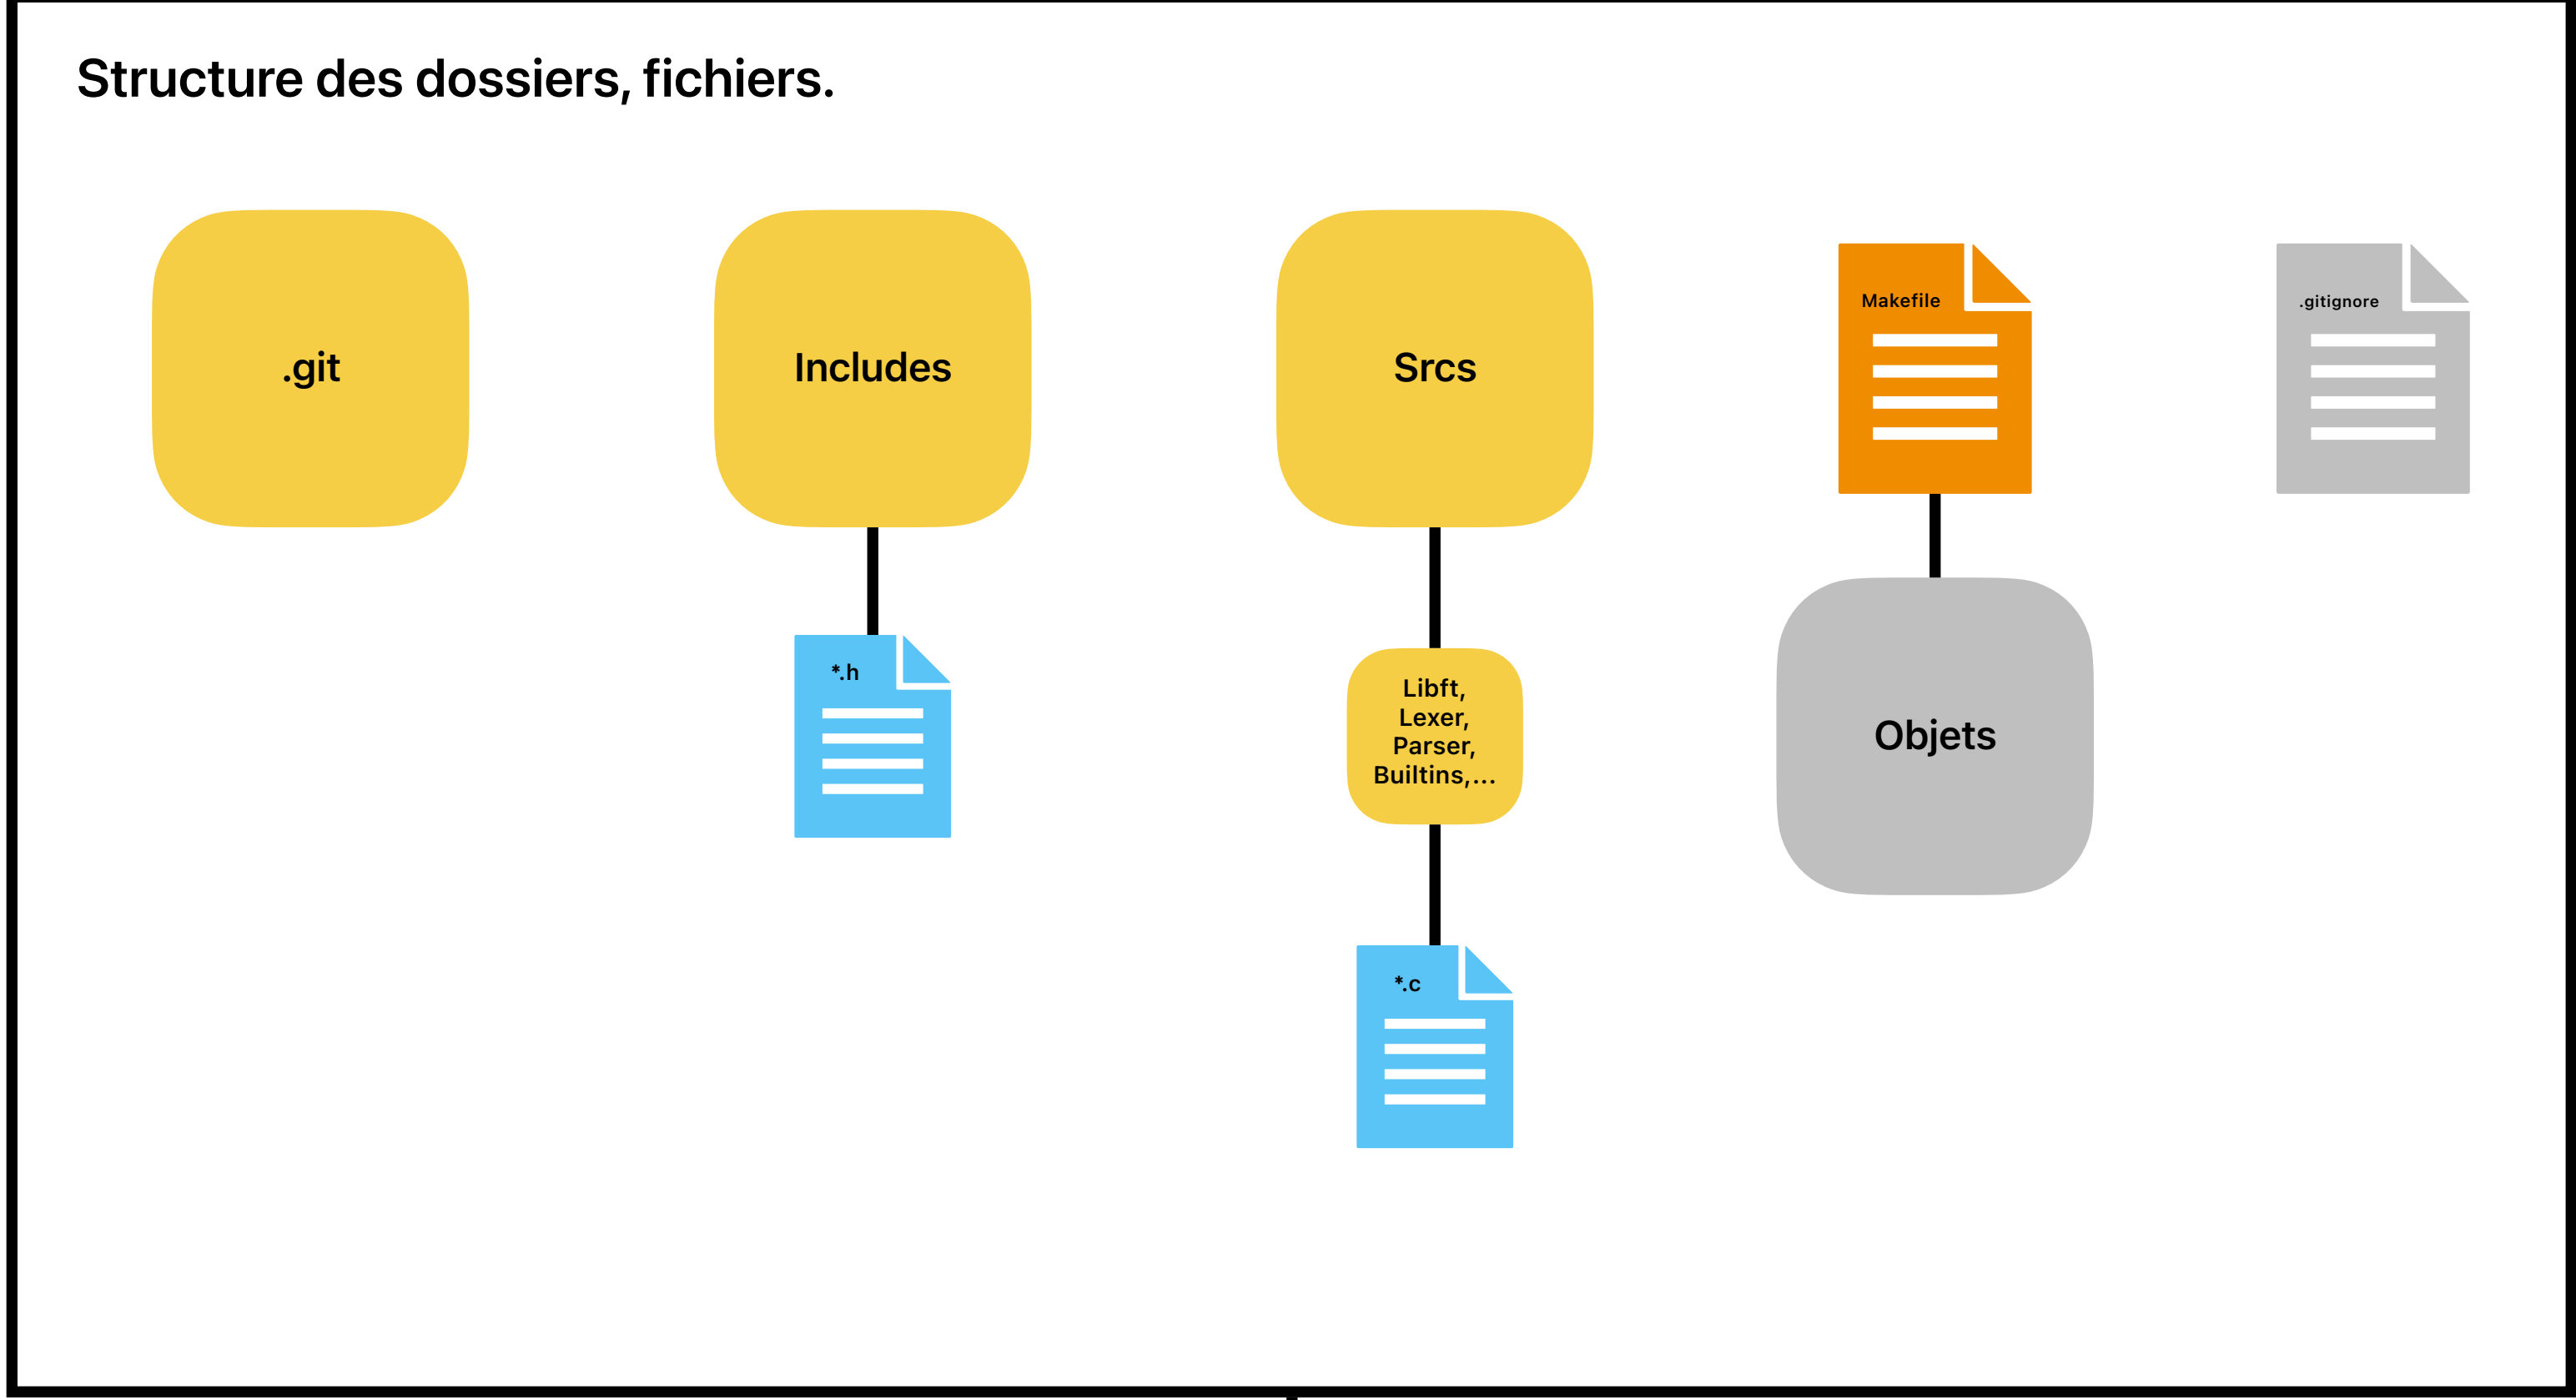 Structure des dossiers, fichiers.
.git
Includes
Srcs
Makefile
.gitignore
*.h
Libft,
Lexer,
Parser,
Builtins,...
Objets
*.c